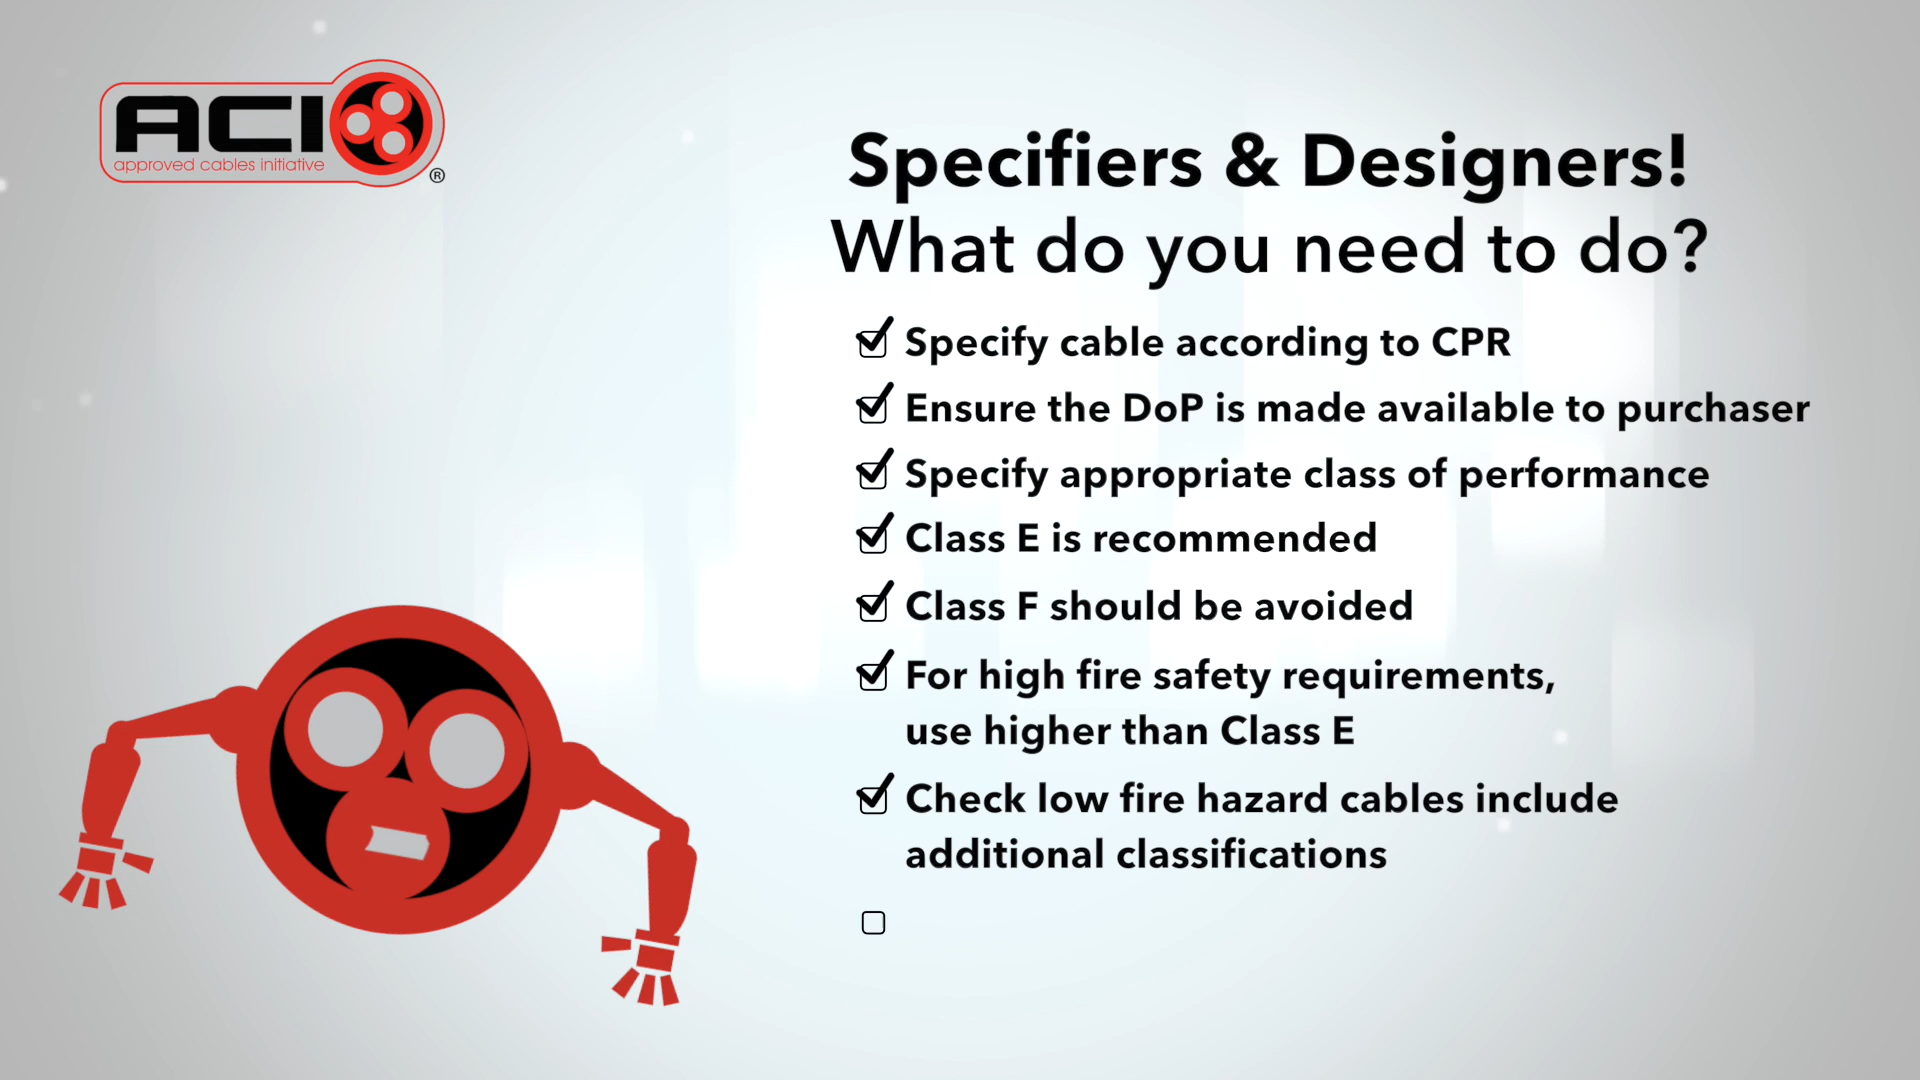 ACI
approved cables initiative
®
Specifiers & Designers!
What do you need to do?
Specify cable according to CPR
Ensure the DoP is made available to purchaser
Specify appropriate class of performance
Class E is recommended
Class F should be avoided
For high fire safety requirements,
use higher than Class E
Check low fire hazard cables include
additional classifications